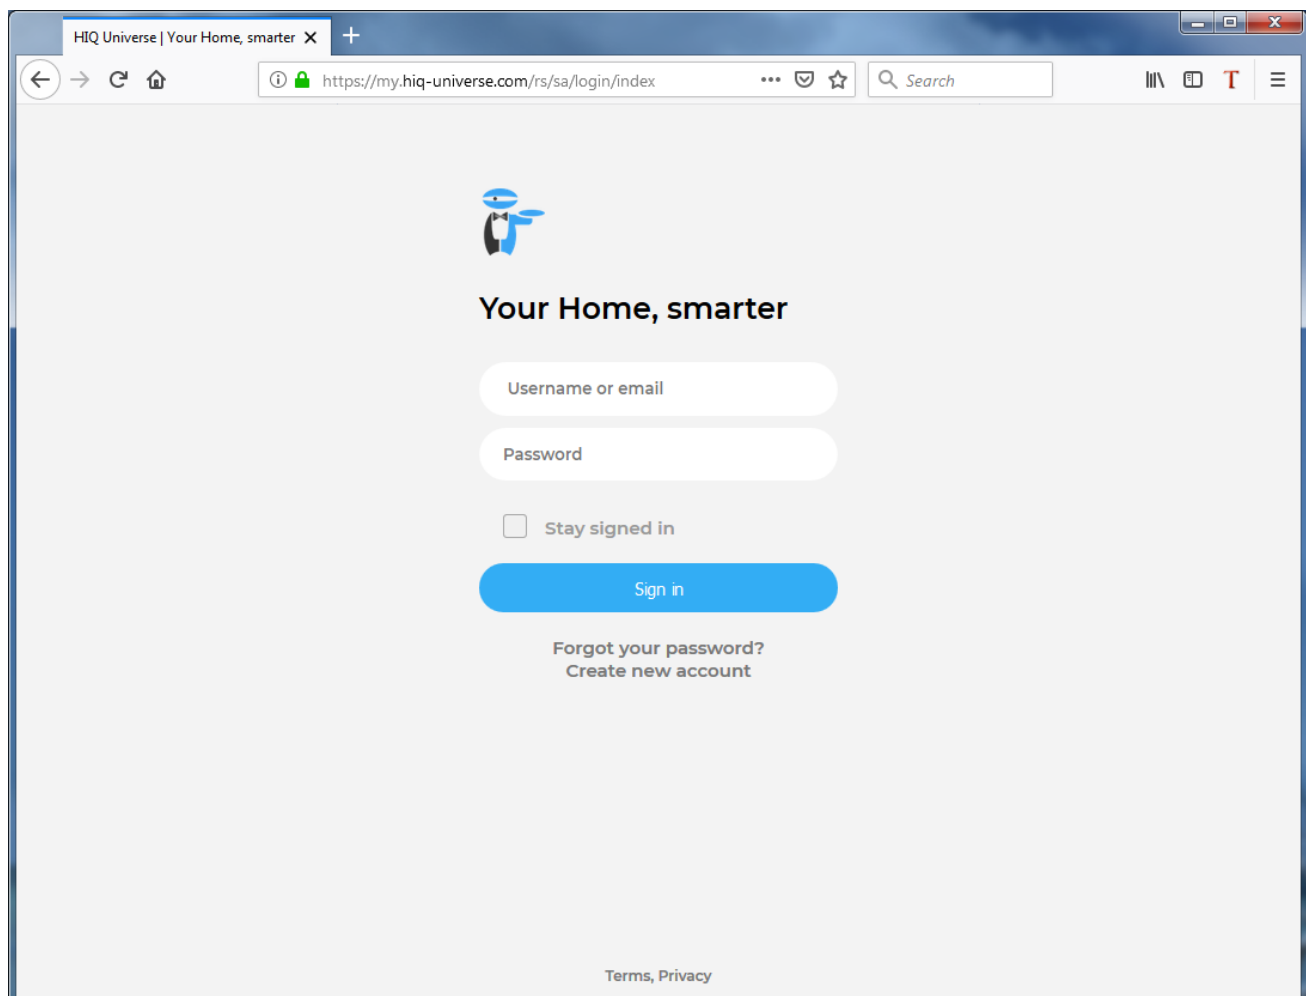 HIQ Universe | Your Home, smarter
https://my.hiq-universe.com/rs/sa/login/index
Search
T
Your Home, smarter
Username or email
Password
Stay signed in
Sign in
Forgot your password?
Create new account
Terms, Privacy